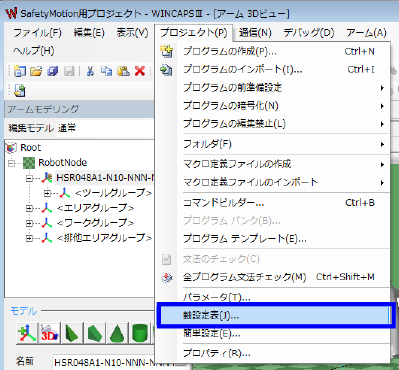 SafetyMotion用プロジェクト - WINCAPSⅢ - [アーム 3Dビュー]
ファイル(F) 編集(E) 表示(V) プロジェクト(P) 通信(N) デバッグ(D) アーム(A)
ヘルプ(H)
プログラムの作成(P)... Ctrl+N
プログラムのインポート(I)... Ctrl+I
プログラムの前準備設定
プログラムの暗号化(N)
プログラムの編集禁止(L)
フォルダ(F)
マクロ定義ファイルの作成
マクロ定義ファイルのインポート
コマンドビルダー... Ctrl+B
プログラム バンク(B)...
プログラム テンプレート(E)...
文法のチェック(C)
全プログラム文法チェック(M) Ctrl+Shift+M
パラメータ(T)...
軸設定表(J)...
簡単設定(E)...
プロパティ(R)...
アームモデリング
編集モデル 通常
Root
RobotNode
HSR048A1-N10-NNN-
<ツールグループ>
<エリアグループ>
<ワークグループ>
<排他エリアグループ>
モデル
3D
名前 HSR048A1-N10-NNN-NNN